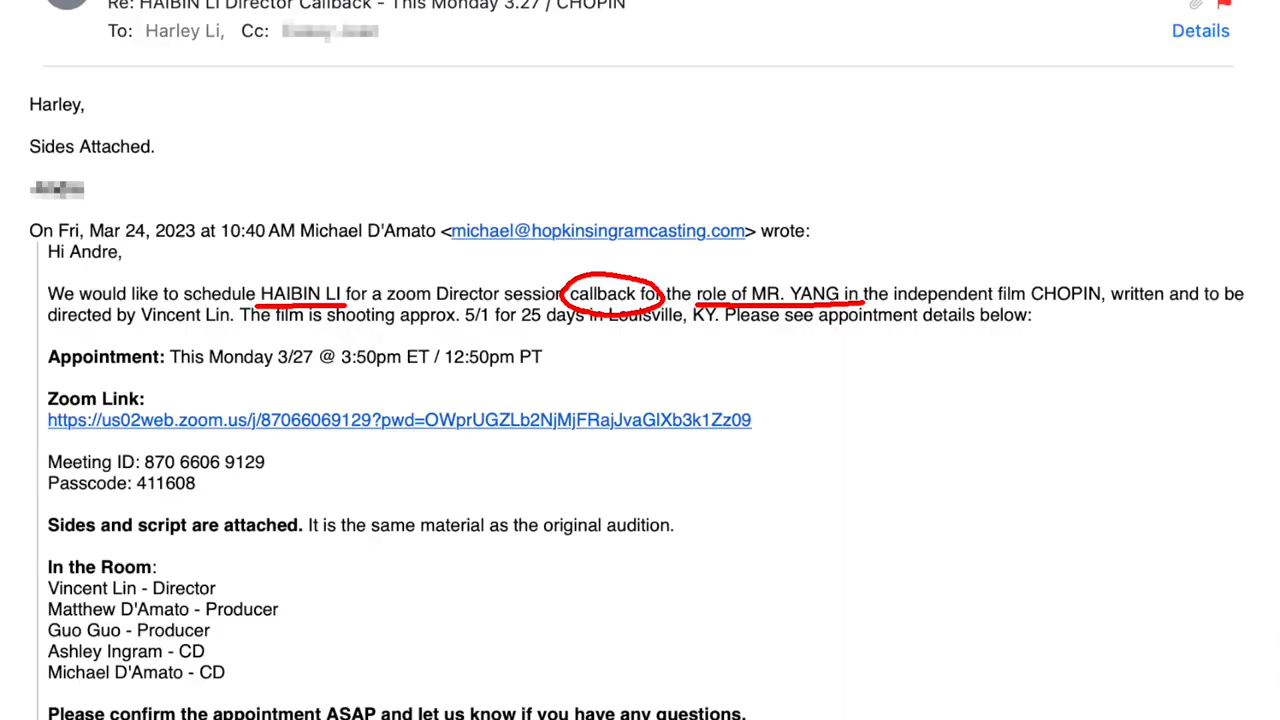 Re: HAIBIN LI Director Callback - This Monday 3.27 / CHOPIN
To: Harley Li, Cc:
Details
Harley,
Sides Attached.
On Fri, Mar 24, 2023 at 10:40 AM Michael D'Amato <michael@hopkinsingramcasting.com> wrote:
Hi Andre,
We would like to schedule HAIBIN LI for a zoom Director session callback for the role of MR. YANG in the independent film CHOPIN, written and to be
directed by Vincent Lin. The film is shooting approx. 5/1 for 25 days in Louisville, KY. Please see appointment details below:
Appointment: This Monday 3/27 @ 3:50pm ET / 12:50pm PT
Zoom Link:
https://us02web.zoom.us/j/87066069129?pwd=OWprUGZLb2NjMjFRajJvaGlXb3k1Zz09
Meeting ID: 870 6606 9129
Passcode: 411608
Sides and script are attached. It is the same material as the original audition.
In the Room:
Vincent Lin - Director
Matthew D'Amato - Producer
Guo Guo - Producer
Ashley Ingram - CD
Michael D'Amato - CD
Please confirm the appointment ASAP and let us know if you have any questions.